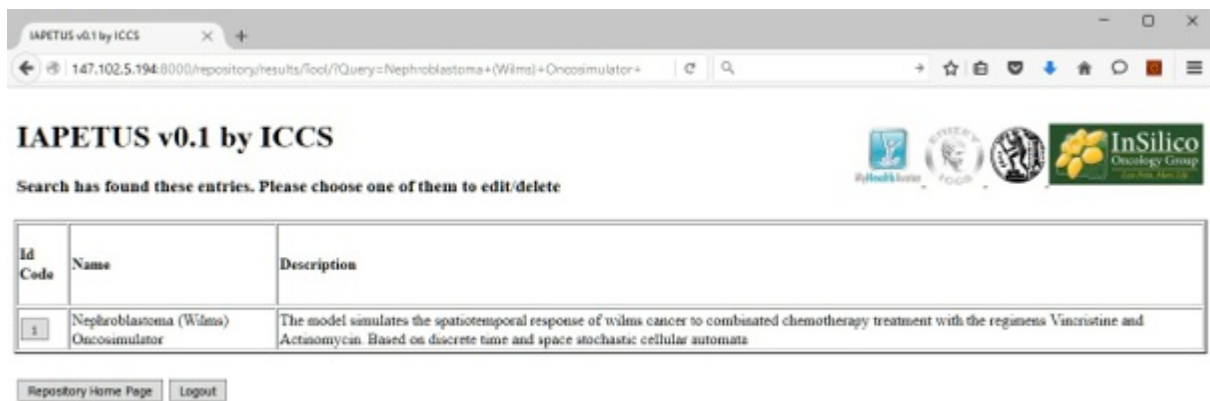 IAPETUS v0.1 by ICCS
147.102.5.194:8000/repository/results/Tool/?Query=Nephroblastoma+(Wilms)+Oncosimulator+
IAPETUS v0.1 by ICCS
InSilico
Oncology Group
MyHealthAvatar
ICCS
Search has found these entries. Please choose one of them to edit/delete
Id
Code
Name
Description
1
Nephroblastoma (Wilms)
Oncosimulator
The model simulates the spatiotemporal response of wilms cancer to combinated chemotherapy treatment with the regimens Vincristine and
Actinomycin. Based on discrete time and space stochastic cellular automata
Repository Home Page
Logout